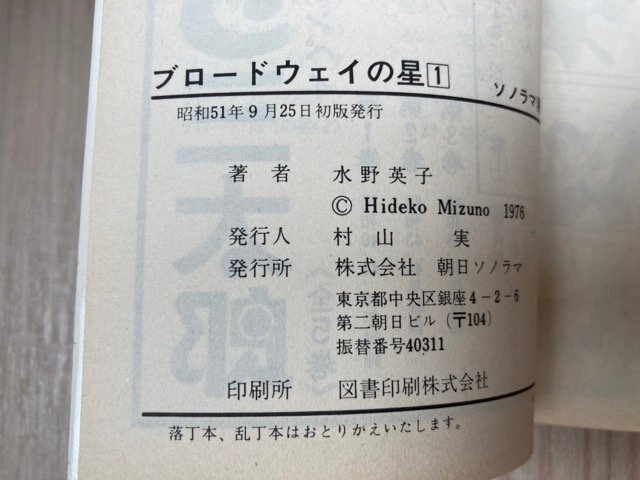 ブロードウェイの星1
ソノラマ
昭和51年9月25日初版発行
著者 水野英子
© Hideko Mizuno 1976
発行人 村山 実
発行所 株式会社 朝日ソノラマ
東京都中央区銀座4-2-6
第二朝日ビル (〒104)
振替番号40311
印刷所 図書印刷株式会社
落丁本、乱丁本はおとりかえいたします。